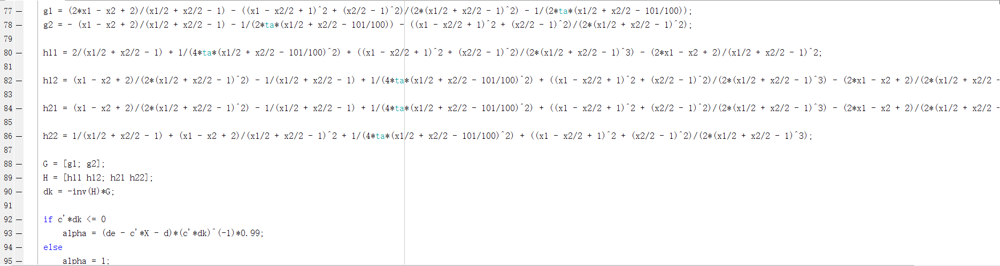 77 g1 = (2*x1 - x2 + 2)/(x1/2 + x2/2 - 1) - ((x1 - x2/2 + 1)^2 + (x2/2 - 1)^2)/(2*(x1/2 + x2/2 - 1)^2) - 1/(2*ta*(x1/2 + x2/2 - 101/100));
78 — g2 = - (x1 - x2 + 2)/(x1/2 + x2/2 - 1) - 1/(2*ta*(x1/2 + x2/2 - 101/100)) - ((x1 - x2/2 + 1)^2 + (x2/2 - 1)^2)/(2*(x1/2 + x2/2 - 1)^2);
79
80 — h11 = 2/(x1/2 + x2/2 - 1) + 1/(4*ta*(x1/2 + x2/2 - 101/100)^2) + ((x1 - x2/2 + 1)^2 + (x2/2 - 1)^2)/(2*(x1/2 + x2/2 - 1)^3) - (2*x1 - x2 + 2)/(x1/2 + x2/2 - 1)^2;
81
82 — h12 = (x1 - x2 + 2)/(2*(x1/2 + x2/2 - 1)^2) - 1/(x1/2 + x2/2 - 1) + 1/(4*ta*(x1/2 + x2/2 - 101/100)^2) + ((x1 - x2/2 + 1)^2 + (x2/2 - 1)^2)/(2*(x1/2 + x2/2 - 1)^3) - (2*x1 - x2 + 2)/(2*(x1/2 + x2/2 -
83
84 — h21 = (x1 - x2 + 2)/(2*(x1/2 + x2/2 - 1)^2) - 1/(x1/2 + x2/2 - 1) + 1/(4*ta*(x1/2 + x2/2 - 101/100)^2) + ((x1 - x2/2 + 1)^2 + (x2/2 - 1)^2)/(2*(x1/2 + x2/2 - 1)^3) - (2*x1 - x2 + 2)/(2*(x1/2 + x2/2 -
85
86 — h22 = 1/(x1/2 + x2/2 - 1) + (x1 - x2 + 2)/(x1/2 + x2/2 - 1)^2 + 1/(4*ta*(x1/2 + x2/2 - 101/100)^2) + ((x1 - x2/2 + 1)^2 + (x2/2 - 1)^2)/(2*(x1/2 + x2/2 - 1)^3);
87
88 — G = [g1; g2];
89 — H = [h11 h12; h21 h22];
90 — dk = -inv(H)*G;
91
92 — if c'*dk <= 0
93 — alpha = (de - c'*X - d)*(c'*dk)^(-1)*0.99;
94 — else
95 — alpha = 1;